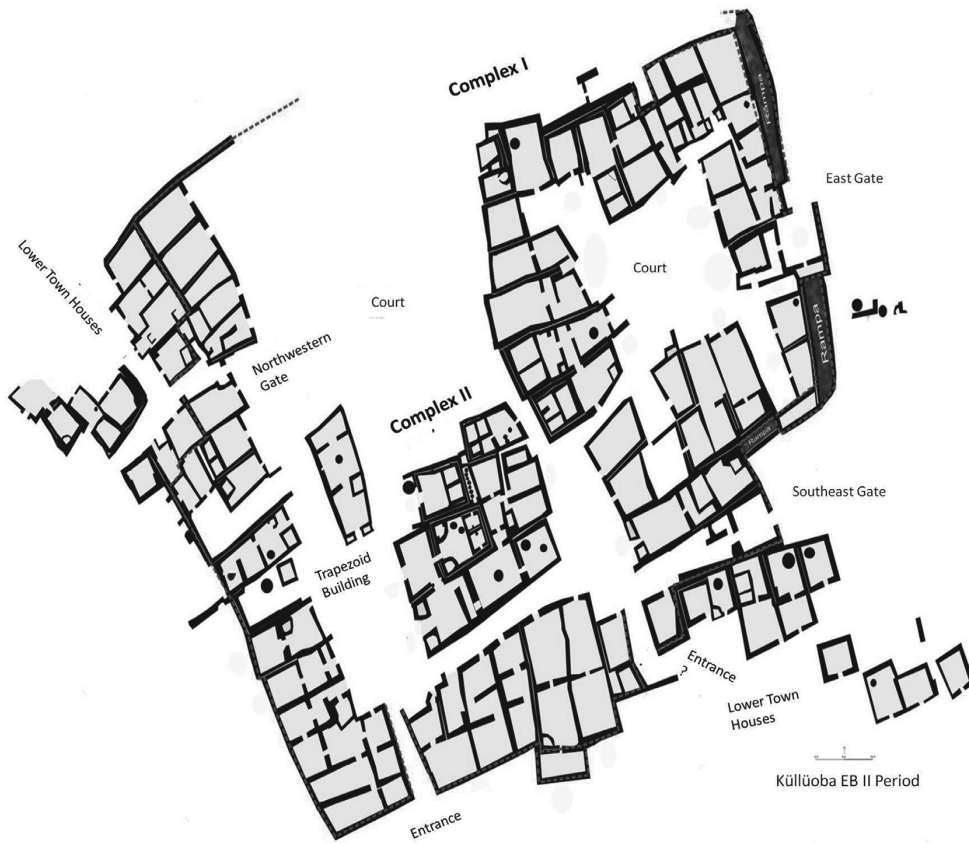 Complex I
Rampa
East Gate
Lower Town Houses
Court
Court
Rampa
Northwestern
Gate
Complex II
Rampa
Southeast Gate
Trapezoid
Building
Entrance
?
Lower Town
Houses
Küllüoba EB II Period
Entrance